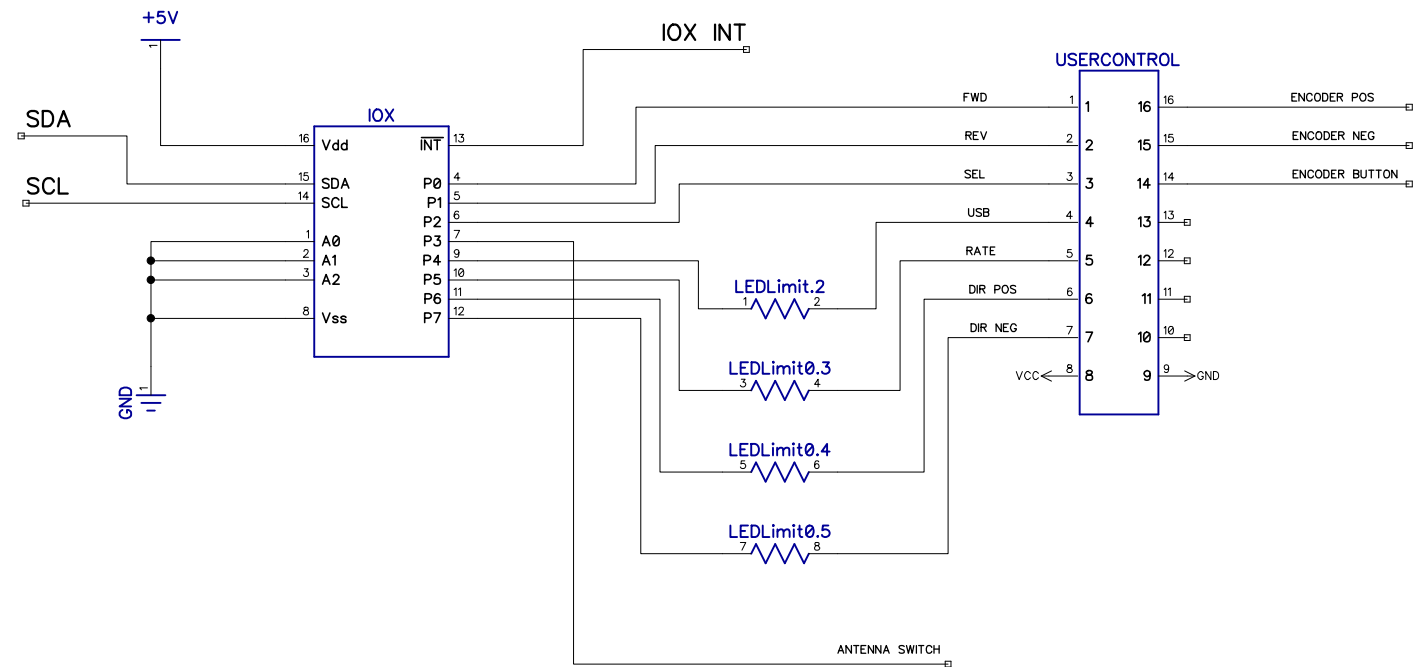 +5V
1
IOX INT
USERCONTROL
SDA
IOX
FWD
1
1
16
16
ENCODER POS
16
Vdd
INT
13
REV
2
2
15
15
ENCODER NEG
15
SDA
P0
4
SEL
3
3
14
14
ENCODER BUTTON
SCL
14
SCL
P1
5
P2
6
USB
4
4
13
13
1
A0
P3
7
2
A1
P4
9
RATE
5
5
12
12
3
A2
P5
10
LEDLimit.2
1
2
P6
11
DIR POS
6
6
11
11
8
Vss
P7
12
DIR NEG
7
7
10
10
LEDLimit0.3
3
4
VCC
8
8
9
9
GND
GND
1
LEDLimit0.4
5
6
LEDLimit0.5
7
8
ANTENNA SWITCH